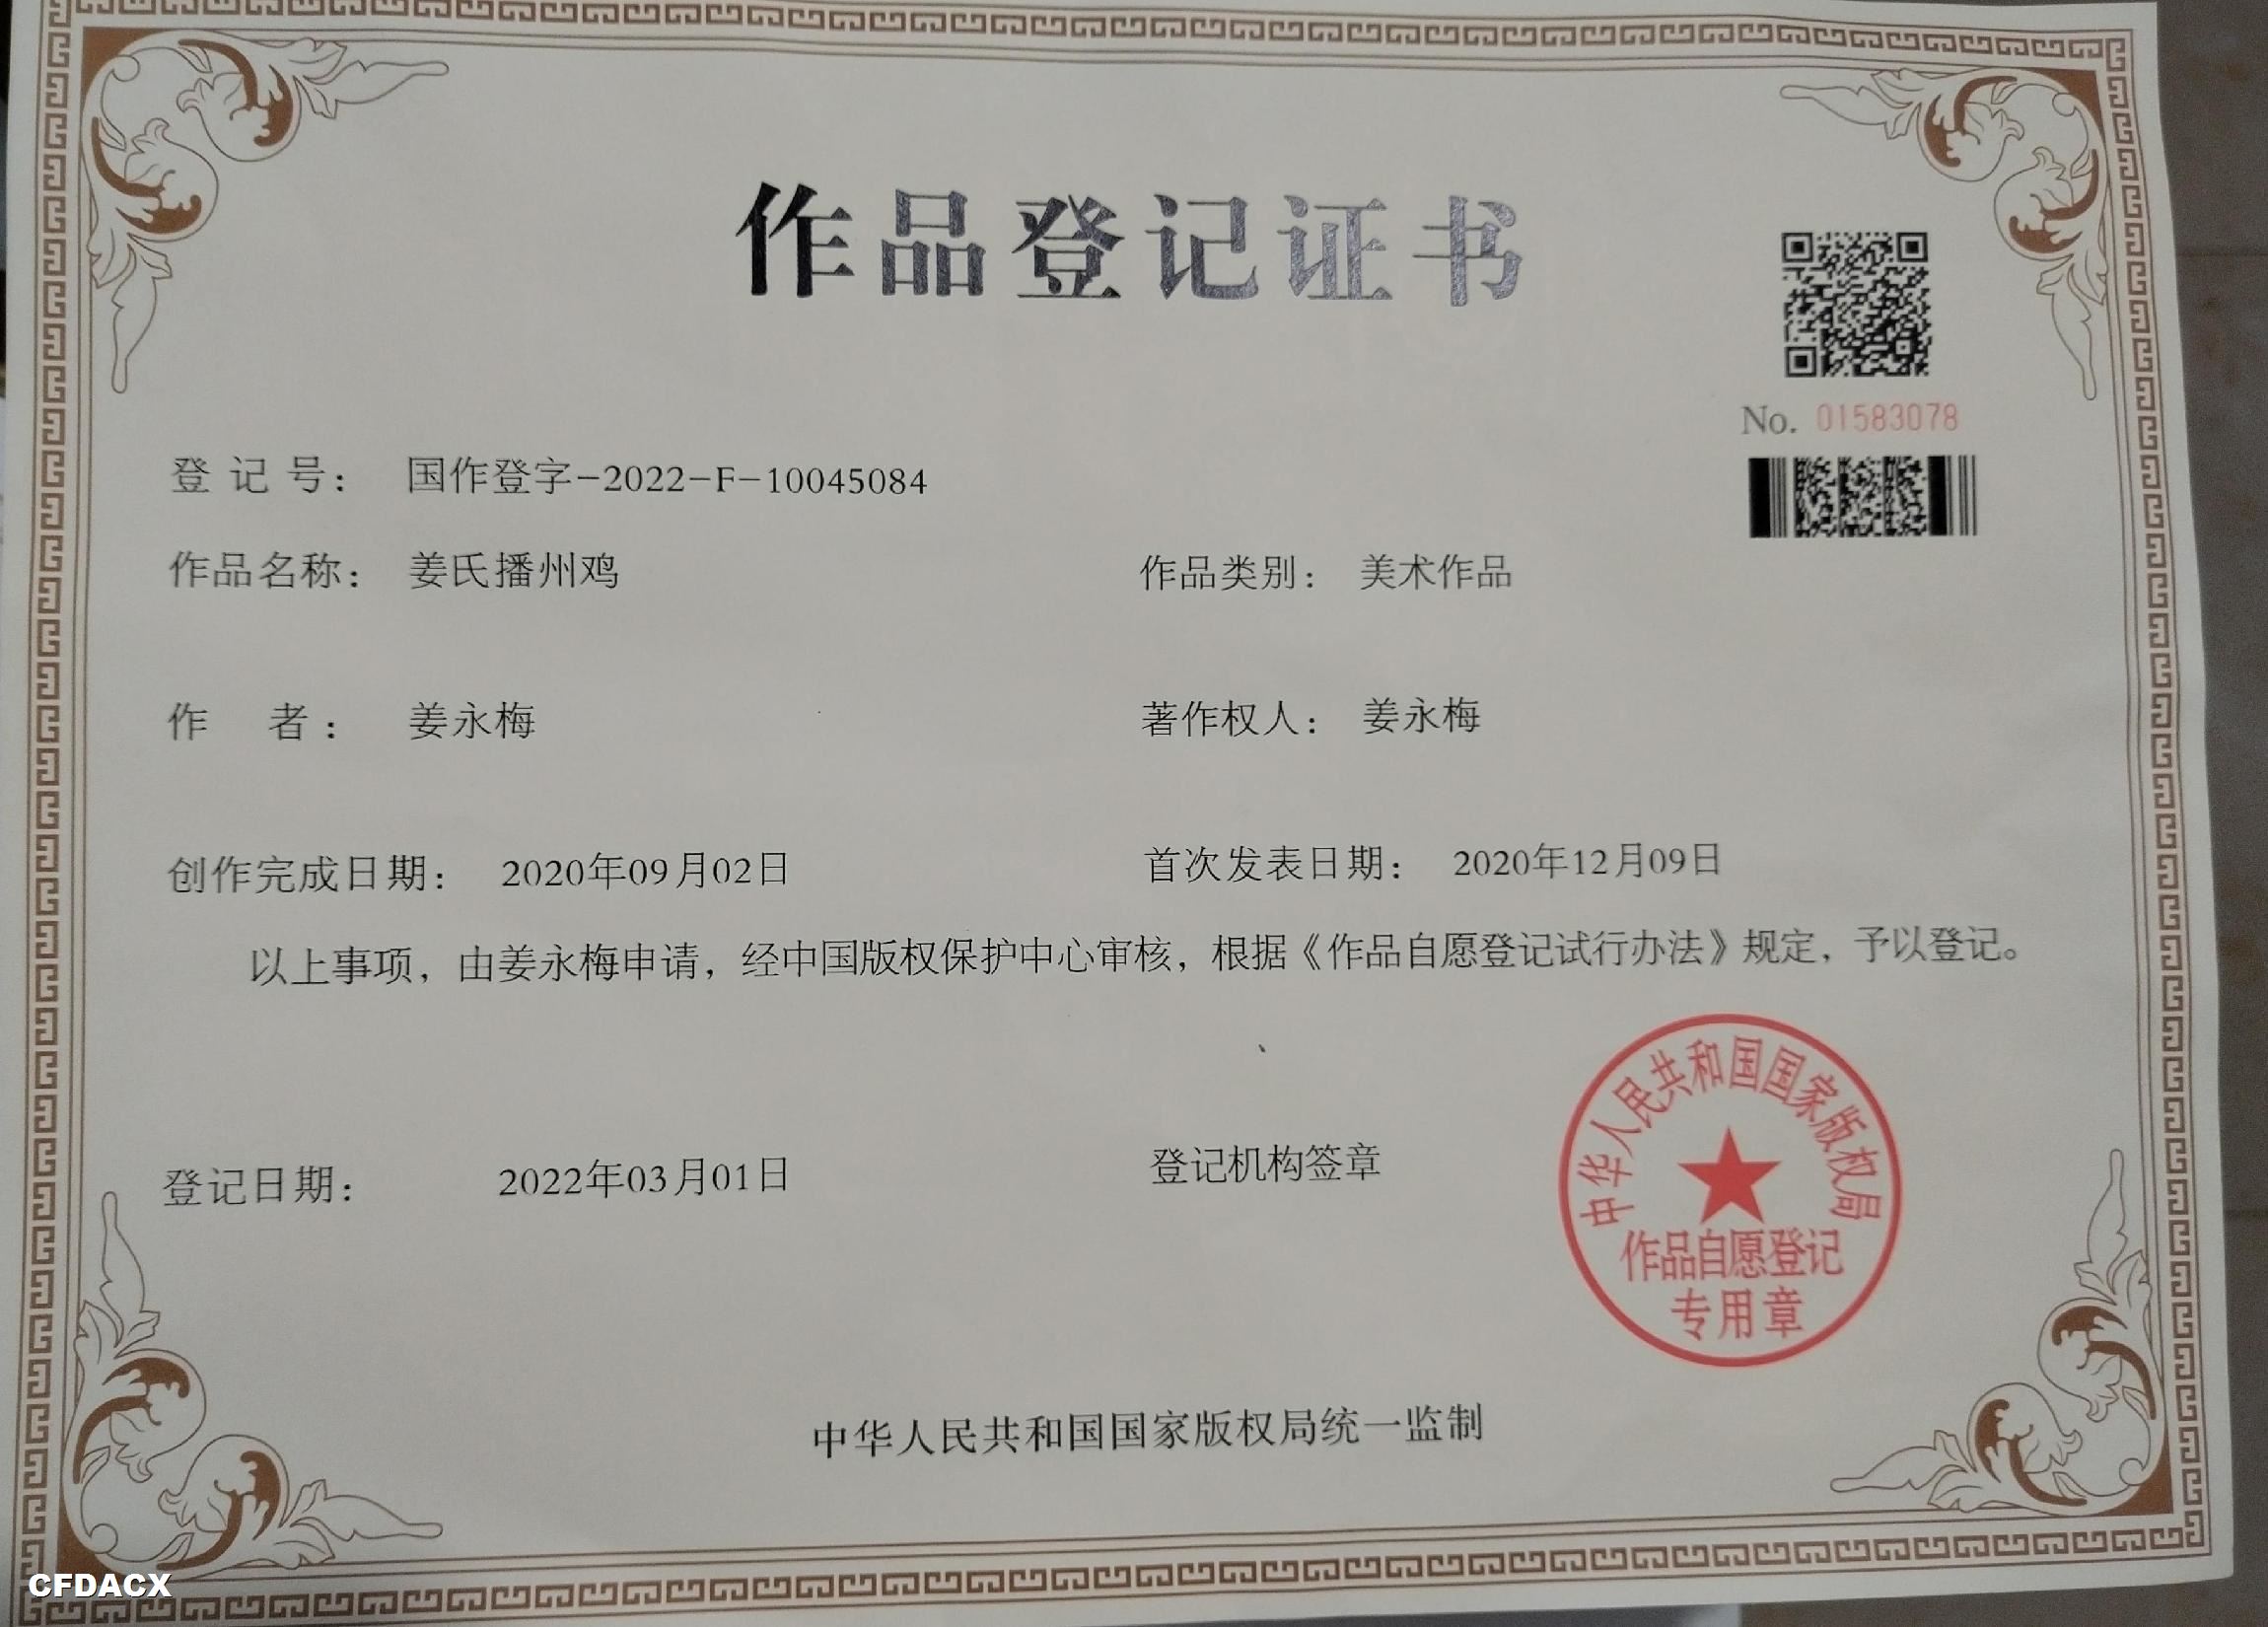 作品登记证书
No. 01583078
登 记 号： 国作登字-2022-F-10045084
作品名称： 姜氏播州鸡 作品类别： 美术作品
作 者： 姜永梅 著作权人： 姜永梅
创作完成日期： 2020年09月02日 首次发表日期： 2020年12月09日
以上事项，由姜永梅申请，经中国版权保护中心审核，根据《作品自愿登记试行办法》规定，予以登记。
登记日期： 2022年03月01日 登记机构签章
中华人民共和国国家版权局
作品自愿登记
专用章
中华人民共和国国家版权局统一监制
CFDACX